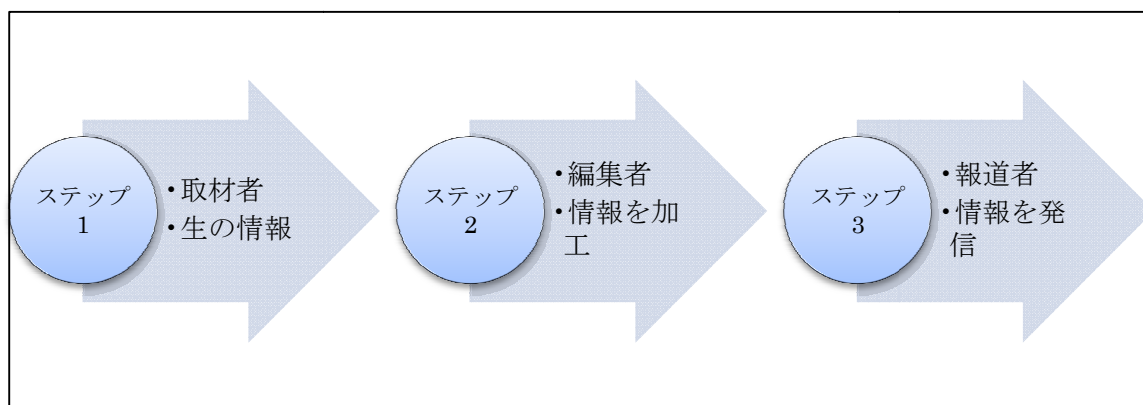 ステップ
1
・取材者
・生の情報
ステップ
2
・編集者
・情報を加
工
ステップ
3
・報道者
・情報を発
信